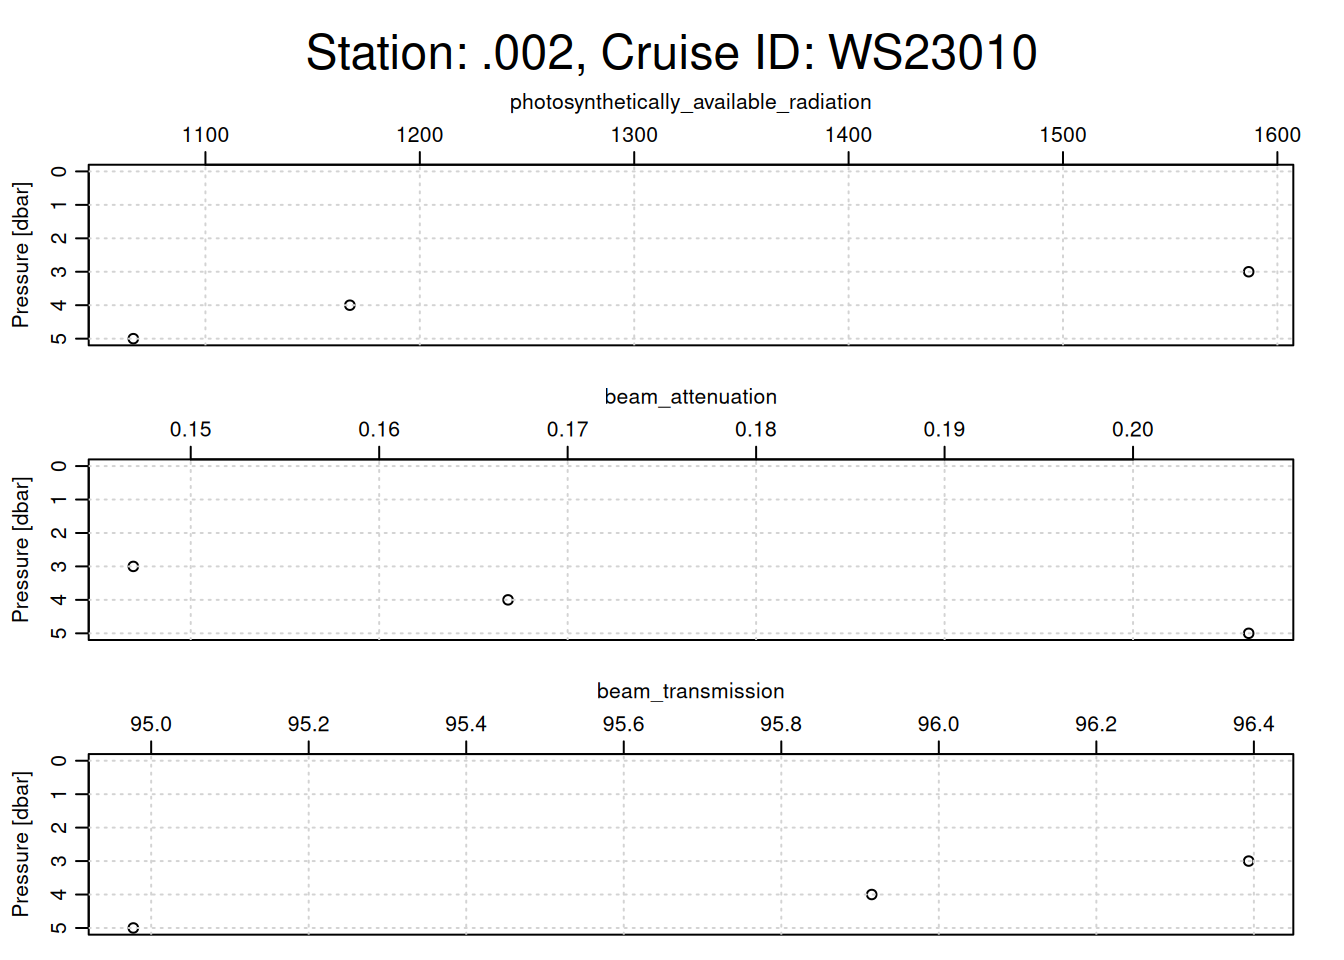 Station: .002, Cruise ID: WS23010
photosynthetically_available_radiation
1100 1200 1300 1400 1500 1600
Pressure [dbar]
0
1
2
3
4
5
beam_attenuation
0.15 0.16 0.17 0.18 0.19 0.20
Pressure [dbar]
0
1
2
3
4
5
beam_transmission
95.0 95.2 95.4 95.6 95.8 96.0 96.2 96.4
Pressure [dbar]
0
1
2
3
4
5